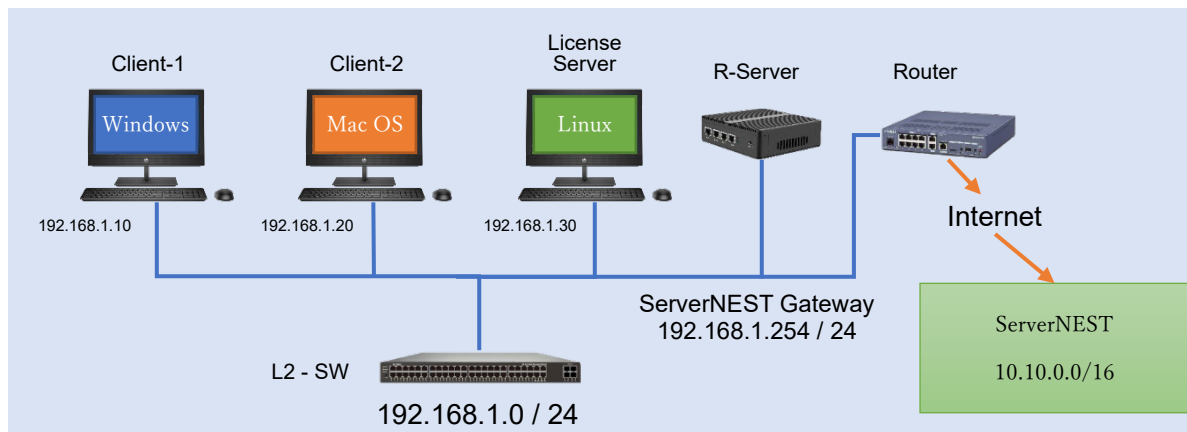 Client-1
Client-2
License
Server
R-Server
Router
Windows
Mac OS
Linux
192.168.1.10
192.168.1.20
192.168.1.30
Internet
ServerNEST Gateway
192.168.1.254 / 24
ServerNEST
10.10.0.0/16
L2 - SW
192.168.1.0 / 24